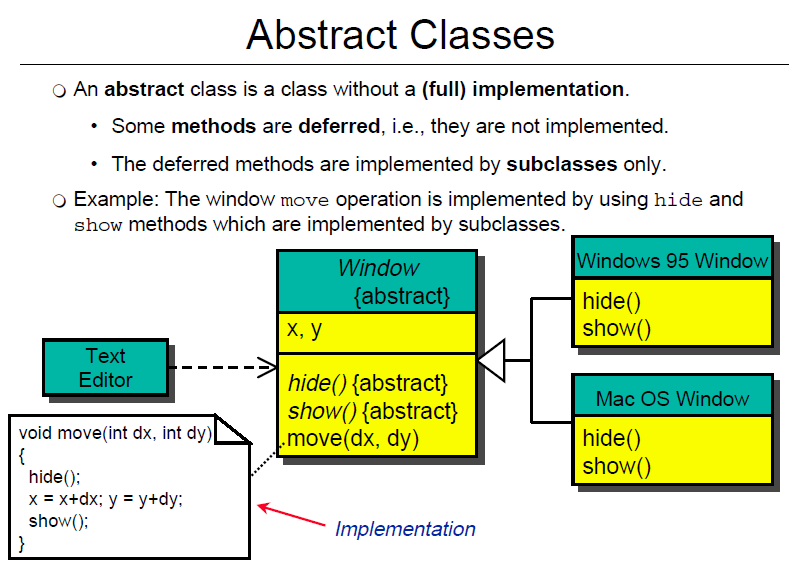 Abstract Classes
An abstract class is a class without a (full) implementation.
• Some methods are deferred, i.e., they are not implemented.
• The deferred methods are implemented by subclasses only.
Example: The window move operation is implemented by using hide and
show methods which are implemented by subclasses.
Window
{abstract}
x, y
hide() {abstract}
show() {abstract}
move(dx, dy)
Windows 95 Window
hide()
show()
Mac OS Window
hide()
show()
Text
Editor
void move(int dx, int dy)
{
hide();
x = x+dx; y = y+dy;
show();
}
Implementation